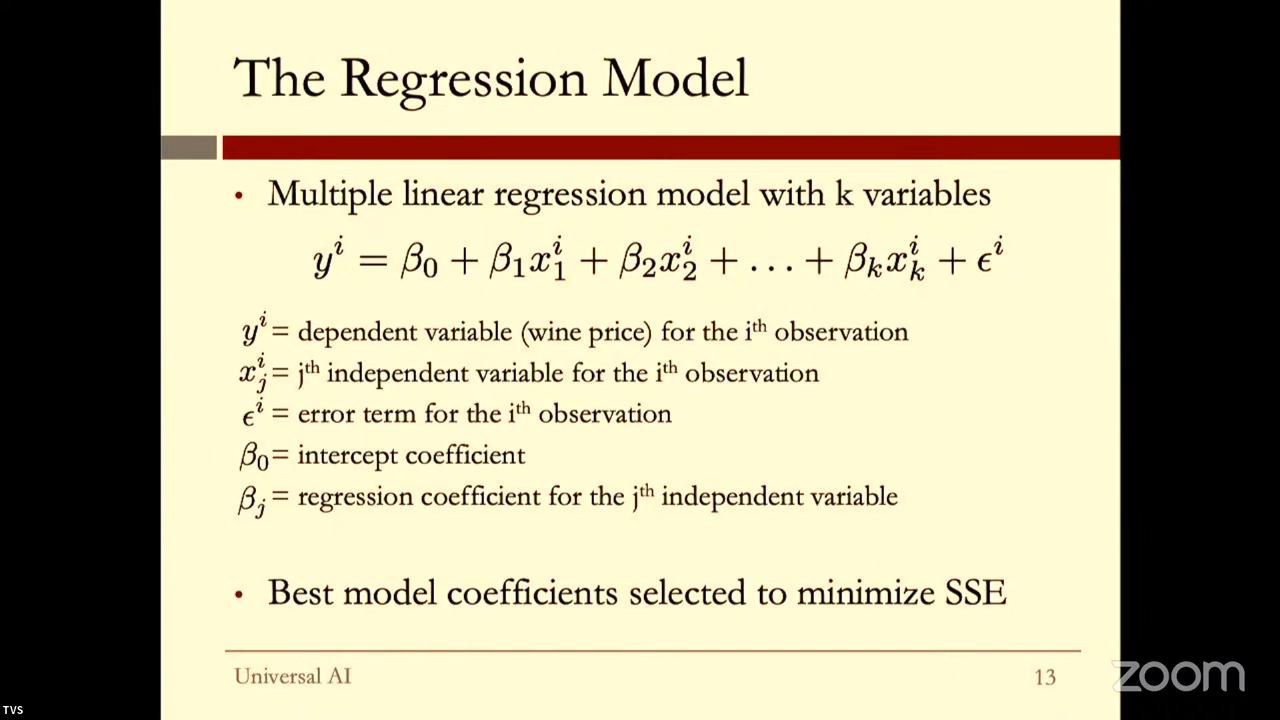 The Regression Model
• Multiple linear regression model with k variables
yⁱ = β₀ + β₁x₁ⁱ + β₂x₂ⁱ + . . . + βₖxₖⁱ + ϵⁱ
yⁱ = dependent variable (wine price) for the iᵗʰ observation
xⱼⁱ = jᵗʰ independent variable for the iᵗʰ observation
ϵⁱ = error term for the iᵗʰ observation
β₀ = intercept coefficient
βⱼ = regression coefficient for the jᵗʰ independent variable
• Best model coefficients selected to minimize SSE
Universal AI
13
zoom
TVS